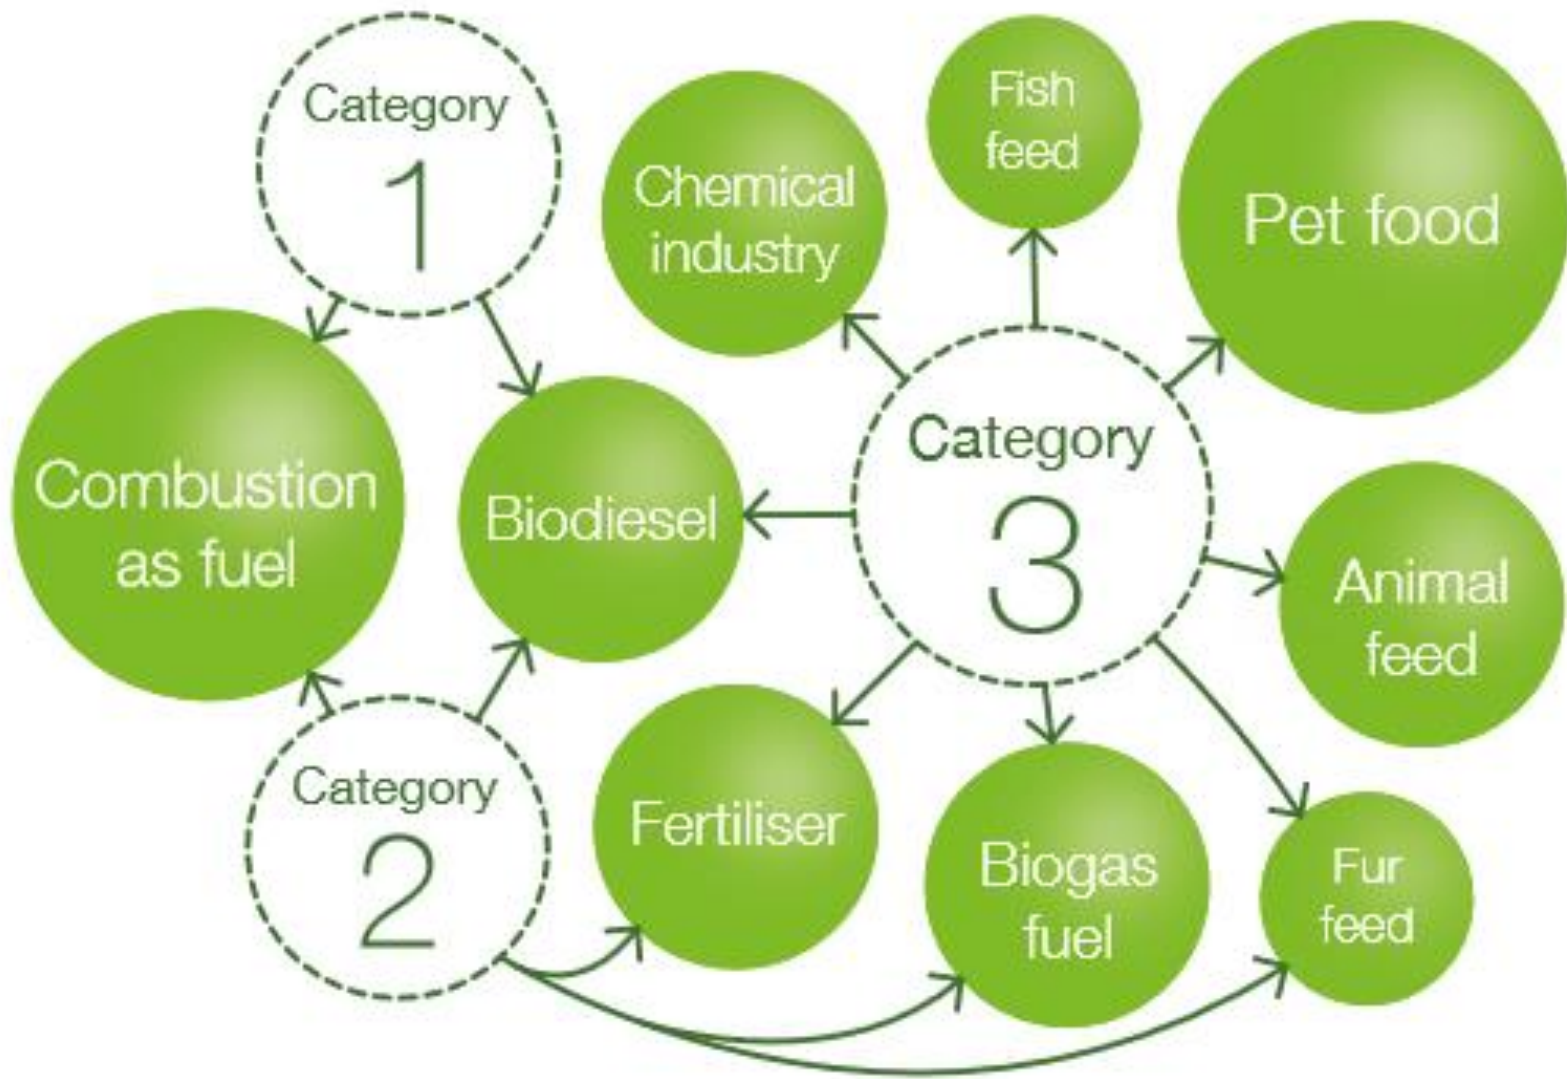 Category
1
Chemical
industry
Fish
feed
Pet food
Combustion
as fuel
Biodiesel
Category
3
Animal
feed
Category
2
Fertiliser
Biogas
fuel
Fur
feed